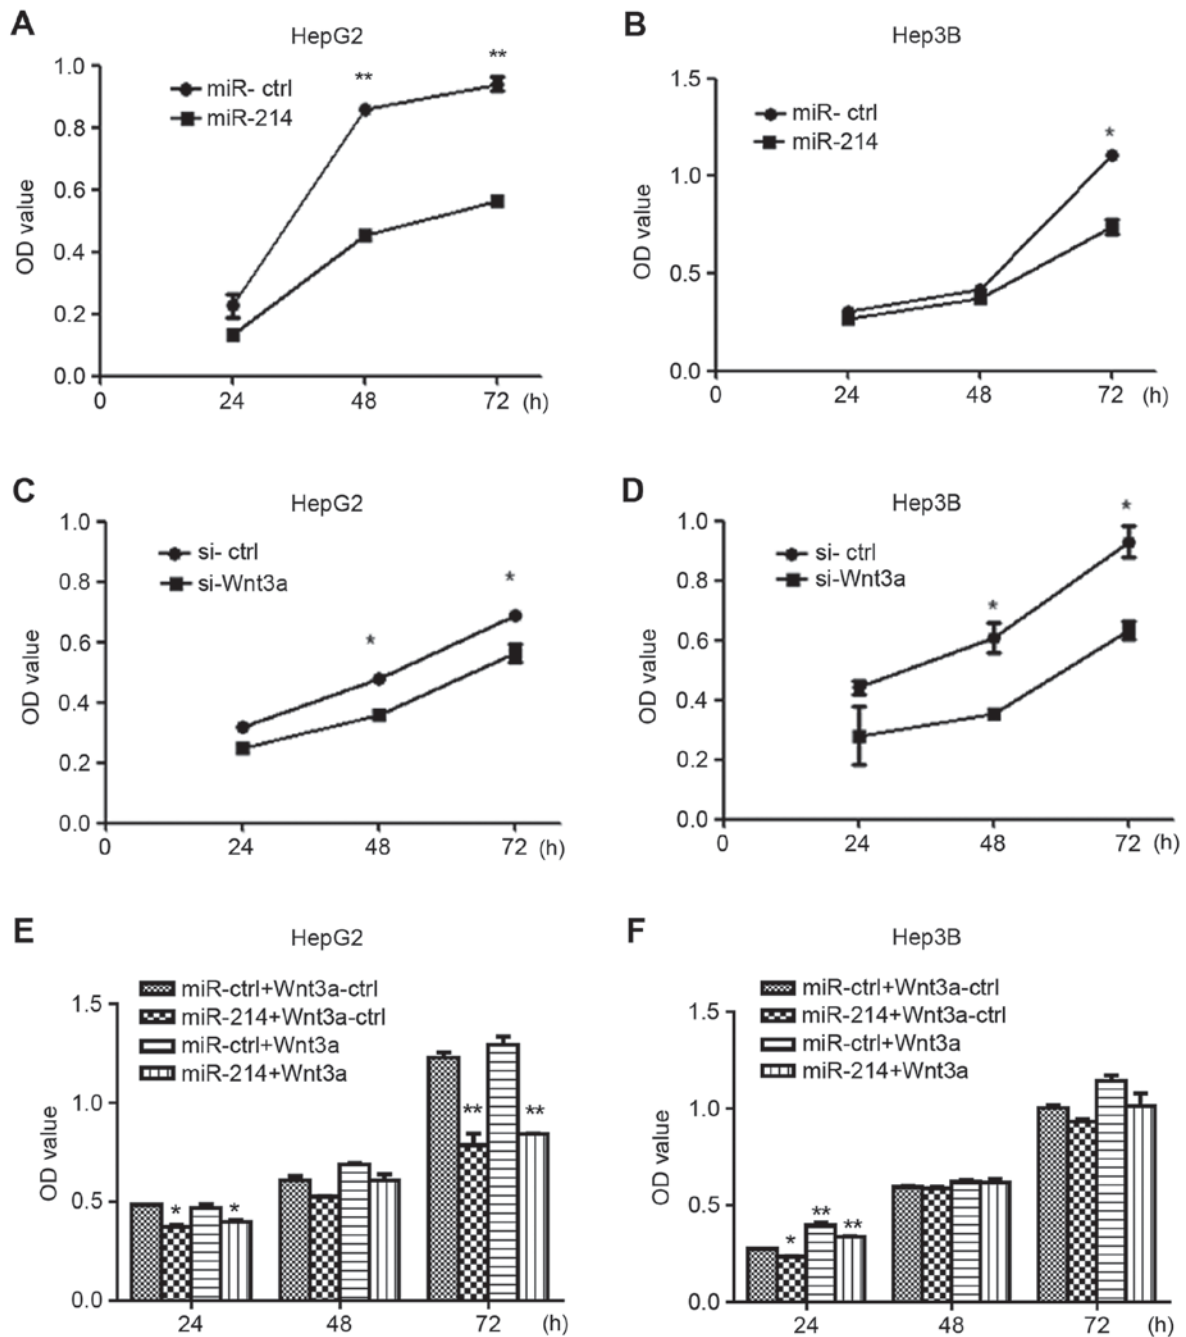 A
HepG2
**
**
miR- ctrl
miR-214
1.0
0.8
0.6
0.4
0.2
0.0
OD value
0 24 48 72 (h)
B
Hep3B
*
miR- ctrl
miR-214
1.5
1.0
0.5
0.0
OD value
0 24 48 72 (h)
C
HepG2
si- ctrl
si-Wnt3a
*
*
1.0
0.8
0.6
0.4
0.2
0.0
OD value
0 24 48 72 (h)
D
Hep3B
si- ctrl
si-Wnt3a
*
*
1.0
0.8
0.6
0.4
0.2
0.0
OD value
0 24 48 72 (h)
E
HepG2
miR-ctrl+Wnt3a-ctrl
miR-214+Wnt3a-ctrl
miR-ctrl+Wnt3a
miR-214+Wnt3a
1.5
1.0
0.5
0.0
OD value
* * ** **
24 48 72 (h)
F
Hep3B
miR-ctrl+Wnt3a-ctrl
miR-214+Wnt3a-ctrl
miR-ctrl+Wnt3a
miR-214+Wnt3a
1.5
1.0
0.5
0.0
OD value
* ** **
24 48 72 (h)